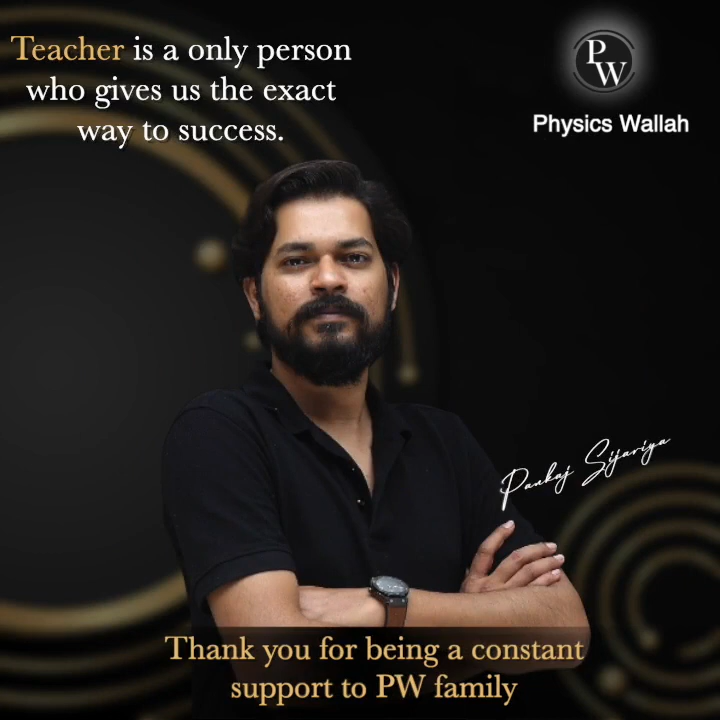 Teacher is a only person
who gives us the exact
way to success.
PW
Physics Wallah
Pankaj Sijariya
Thank you for being a constant
support to PW family